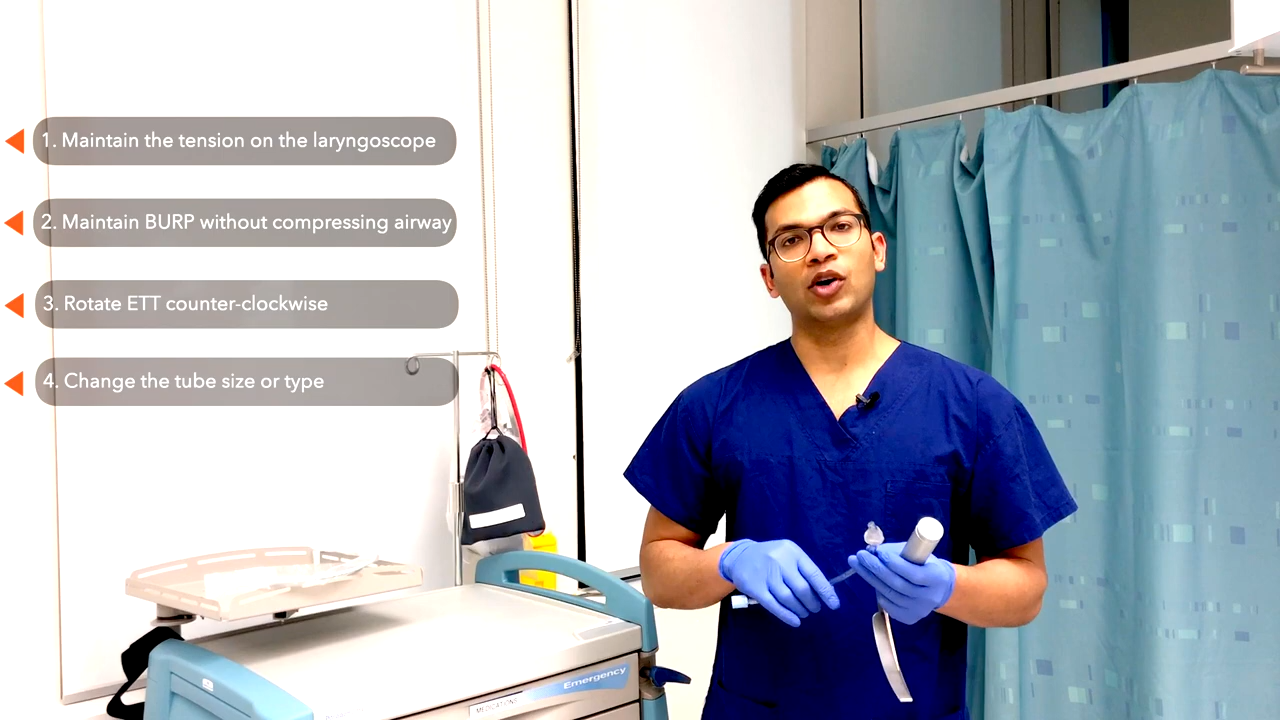 1. Maintain the tension on the laryngoscope
2. Maintain BURP without compressing airway
3. Rotate ETT counter-clockwise
4. Change the tube size or type
Emergency
MEDICATIONS